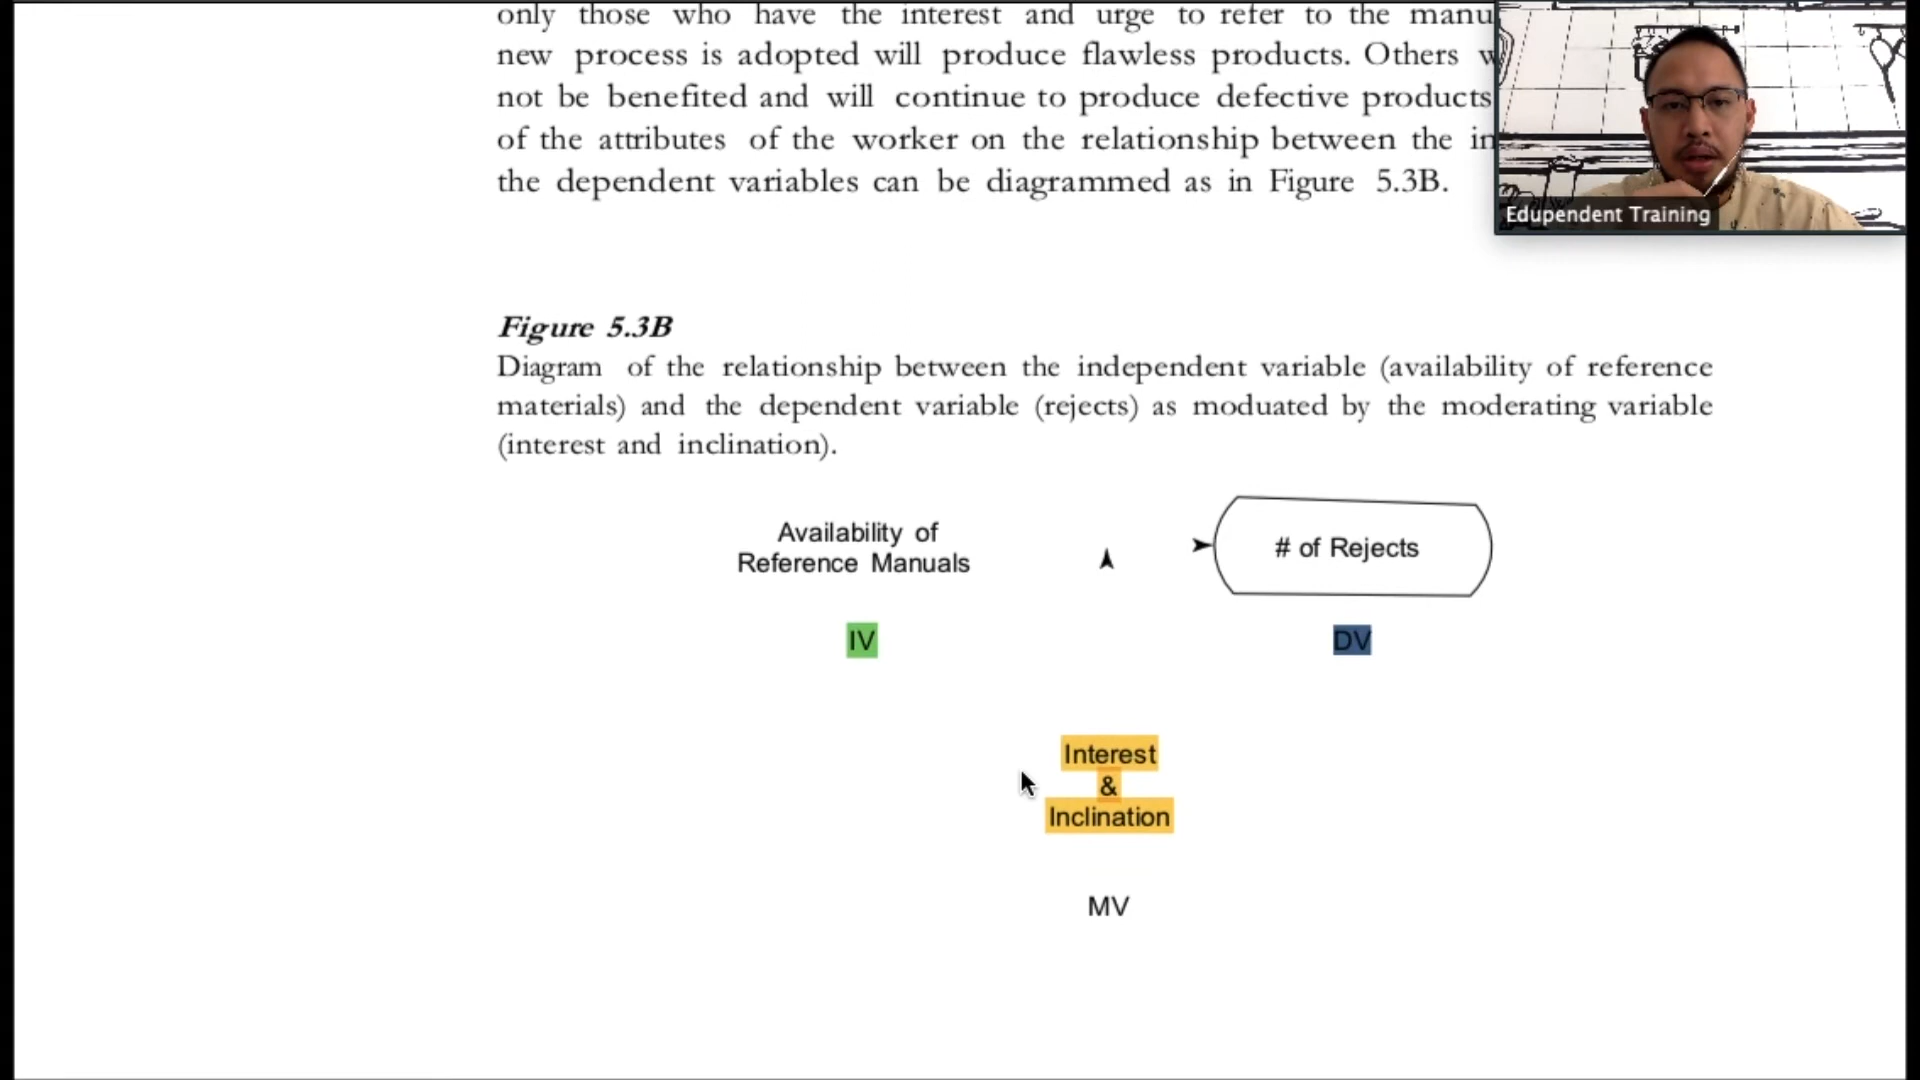 only those who have the interest and urge to refer to the manu
new process is adopted will produce flawless products. Others
not be benefited and will continue to produce defective products
of the attributes of the worker on the relationship between the in
the dependent variables can be diagrammed as in Figure 5.3B.
Edupendent Training
Figure 5.3B
Diagram of the relationship between the independent variable (availability of reference
materials) and the dependent variable (rejects) as moduated by the moderating variable
(interest and inclination).
Availability of
Reference Manuals
# of Rejects
IV
DV
Interest
&
Inclination
MV